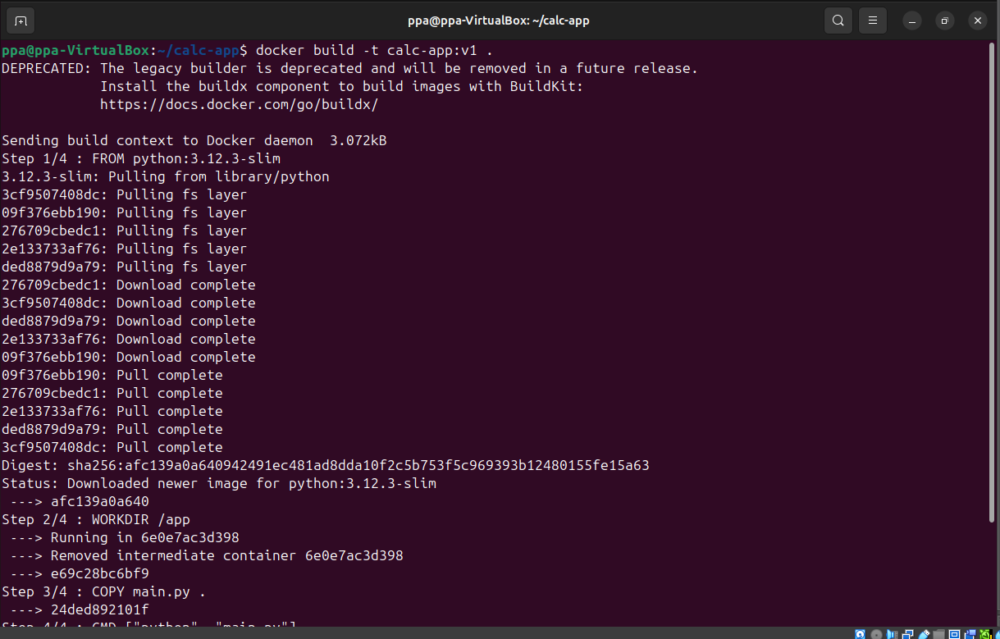 ppa@ppa-VirtualBox: ~/calc-app
ppa@ppa-VirtualBox:~/calc-app$ docker build -t calc-app:v1 .
DEPRECATED: The legacy builder is deprecated and will be removed in a future release.
            Install the buildx component to build images with BuildKit:
            https://docs.docker.com/go/buildx/
Sending build context to Docker daemon  3.072kB
Step 1/4 : FROM python:3.12.3-slim
3.12.3-slim: Pulling from library/python
3cf9507408dc: Pulling fs layer
09f376ebb190: Pulling fs layer
276709cbedc1: Pulling fs layer
2e133733af76: Pulling fs layer
ded8879d9a79: Pulling fs layer
276709cbedc1: Download complete
3cf9507408dc: Download complete
ded8879d9a79: Download complete
2e133733af76: Download complete
09f376ebb190: Download complete
09f376ebb190: Pull complete
276709cbedc1: Pull complete
2e133733af76: Pull complete
ded8879d9a79: Pull complete
3cf9507408dc: Pull complete
Digest: sha256:afc139a0a640942491ec481ad8dda10f2c5b753f5c969393b12480155fe15a63
Status: Downloaded newer image for python:3.12.3-slim
 ---> afc139a0a640
Step 2/4 : WORKDIR /app
 ---> Running in 6e0e7ac3d398
 ---> Removed intermediate container 6e0e7ac3d398
 ---> e69c28bc6bf9
Step 3/4 : COPY main.py .
 ---> 24ded892101f
Step 4/4 : CMD ["python", "main.py"]